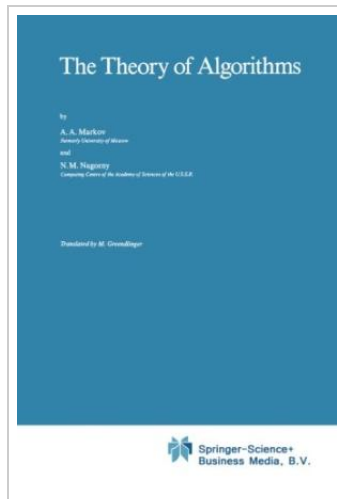 The Theory of Algorithms
by
A. A. Markov
formerly University of Moscow
and
N. M. Nagorny
Computing Centre of the Academy of Sciences of the U.S.S.R.
Translated by M. Greendlinger
Springer-Science+
Business Media, B.V.